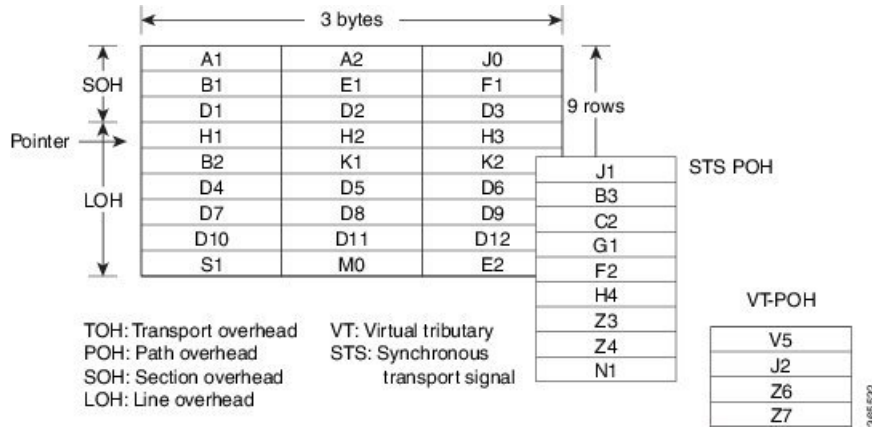 3 bytes
A1 A2 J0
SOH
B1 E1 F1
9 rows
D1 D2 D3
Pointer
H1 H2 H3
B2 K1 K2
LOH
D4 D5 D6
D7 D8 D9
D10 D11 D12
S1 M0 E2
STS POH
J1
B3
C2
G1
F2
H4
Z3
Z4
N1
VT-POH
V5
J2
Z6
Z7
TOH: Transport overhead
POH: Path overhead
SOH: Section overhead
LOH: Line overhead
VT: Virtual tributary
STS: Synchronous
transport signal